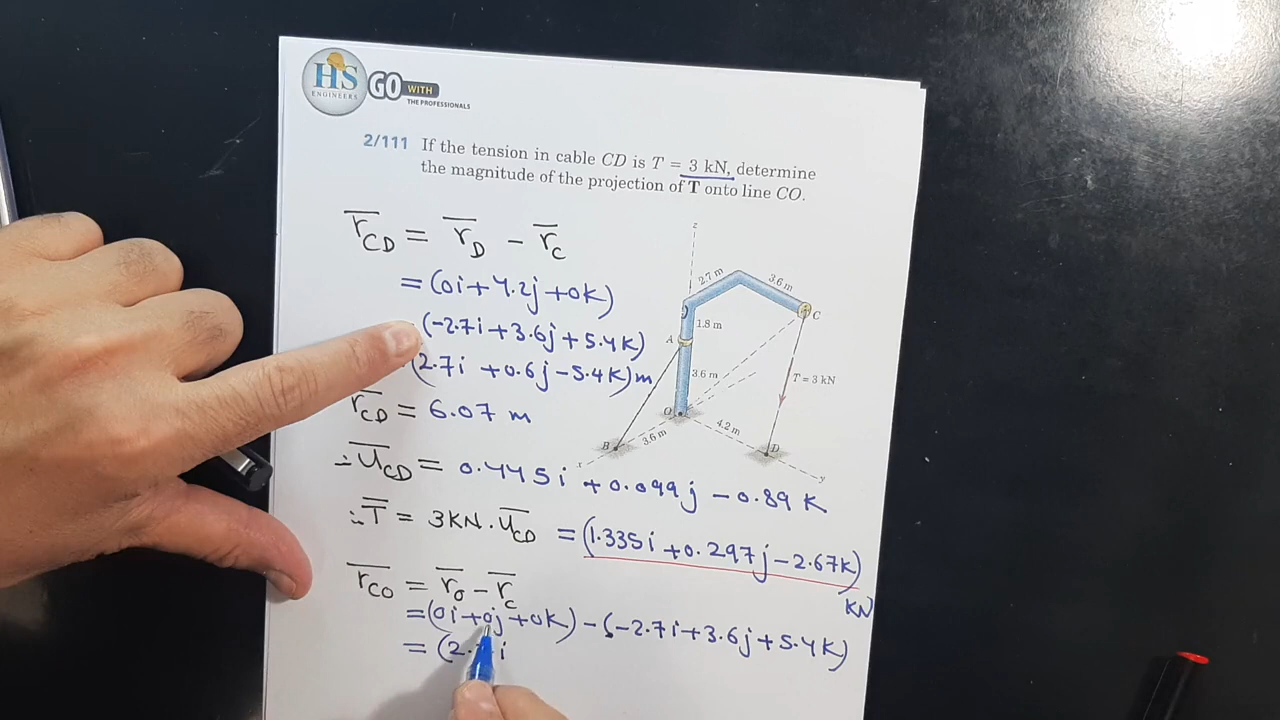 HS
ENGINEERS
GO WITH
THE PROFESSIONALS
2/111 If the tension in cable CD is T = 3 kN, determine
the magnitude of the projection of T onto line CO.
r̅CD = r̅D - r̅C
= (0i+4.2j+0k)
(-2.7i+3.6j+5.4k)
(2.7i +0.6j-5.4k)m
rCD = 6.07 m
∴ u̅CD = 0.445i +0.099j -0.89k
∴ T̅ = 3KN.u̅CD = (1.335i +0.297j-2.67k)
KN
r̅CO = r̅O - r̅C
= (0i+0j+0k) - (-2.7i+3.6j+5.4k)
= (2. i
z
2.7 m
3.6 m
C
1.8 m
A
3.6 m
T = 3 kN
O
4.2 m
B
3.6 m
D
x
y